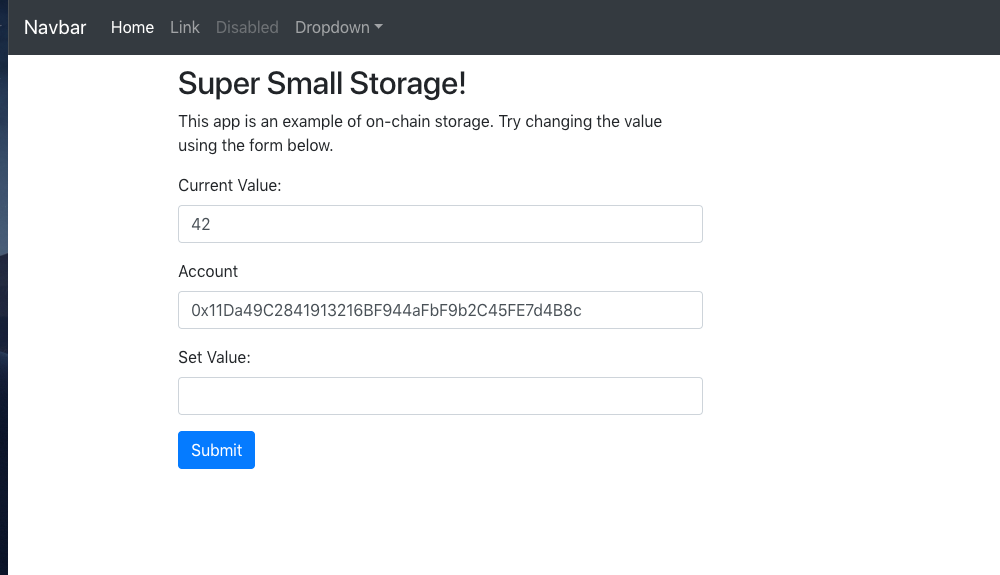 Navbar Home Link Disabled Dropdown
Super Small Storage!
This app is an example of on-chain storage. Try changing the value
using the form below.
Current Value:
42
Account
0x11Da49C2841913216BF944aFbF9b2C45FE7d4B8c
Set Value:
Submit